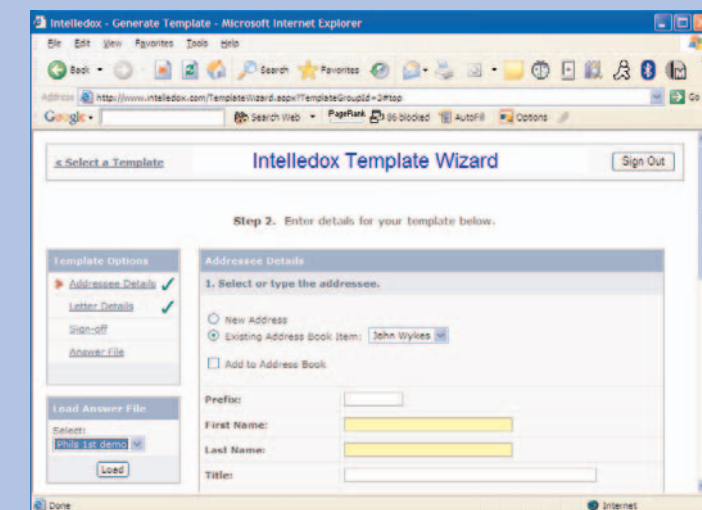 Intelledox - Generate Template - Microsoft Internet Explorer
File Edit View Favorites Tools Help
Back Search Favorites
Address http://www.intelledox.com/TemplateWizard.aspx?TemplateGroupId=3#top Go
Google Search Web PageRank 86 blocked AutoFill Options
< Select a Template Intelledox Template Wizard Sign Out
Step 2. Enter details for your template below.
Template Options
Addressee Details
Letter Details
Sign-off
Answer File
Load Answer File
Select:
Phils 1st demo
Load
Addressee Details
1. Select or type the addressee.
New Address
Existing Address Book Item: John Wykes
Add to Address Book
Prefix:
First Name:
Last Name:
Title:
Done Internet